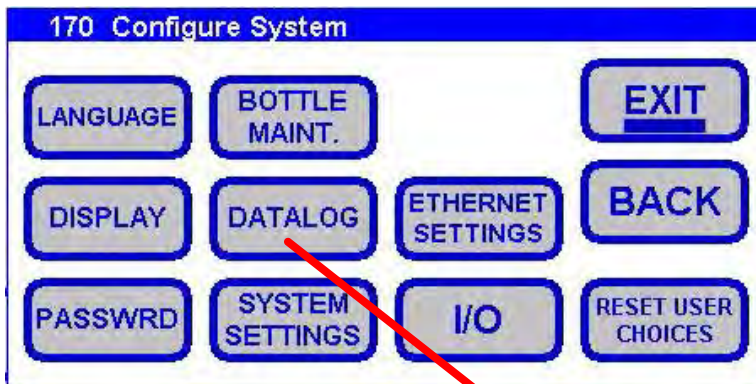 170 Configure System
LANGUAGE
BOTTLE
MAINT.
EXIT
DISPLAY
DATALOG
ETHERNET
SETTINGS
BACK
PASSWRD
SYSTEM
SETTINGS
I/O
RESET USER
CHOICES